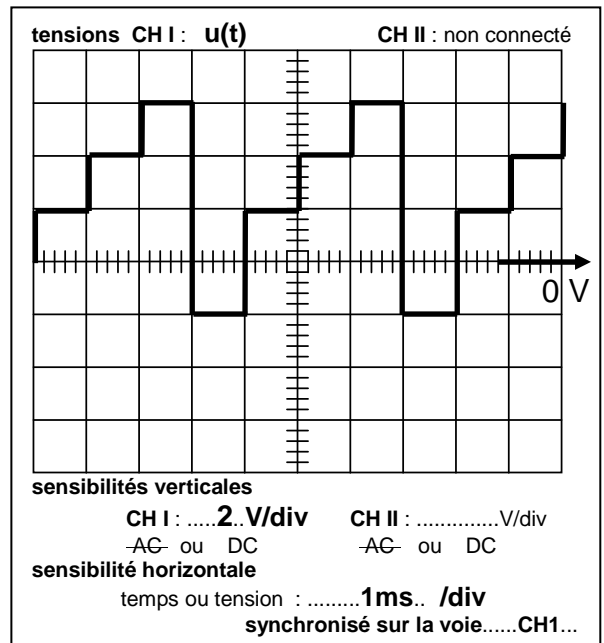 tensions CH I : u(t) CH II : non connecté
0 V
sensibilités verticales
CH I : .....2..V/div CH II : ..............V/div
AC ou DC AC ou DC
sensibilité horizontale
temps ou tension : .........1ms.. /div
synchronisé sur la voie......CH1...